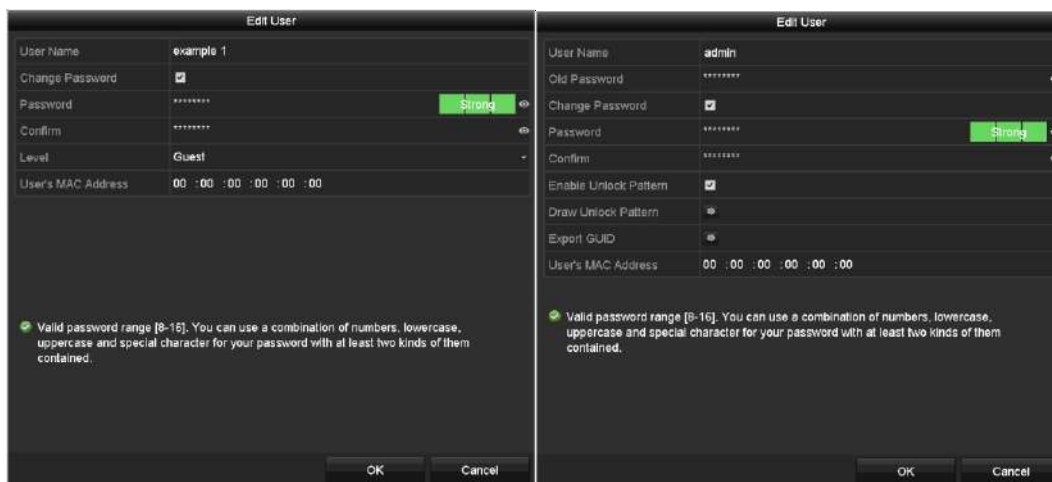 Edit User
User Name example 1
Change Password
Password ******** Strong
Confirm ********
Level Guest
User's MAC Address 00 :00 :00 :00 :00 :00
Valid password range [8-16]. You can use a combination of numbers, lowercase,
uppercase and special character for your password with at least two kinds of them
contained.
OK Cancel
Edit User
User Name admin
Old Password ********
Change Password
Password ******** Strong
Confirm ********
Enable Unlock Pattern
Draw Unlock Pattern
Export GUID
User's MAC Address 00 :00 :00 :00 :00 :00
Valid password range [8-16]. You can use a combination of numbers, lowercase,
uppercase and special character for your password with at least two kinds of them
contained.
OK Cancel